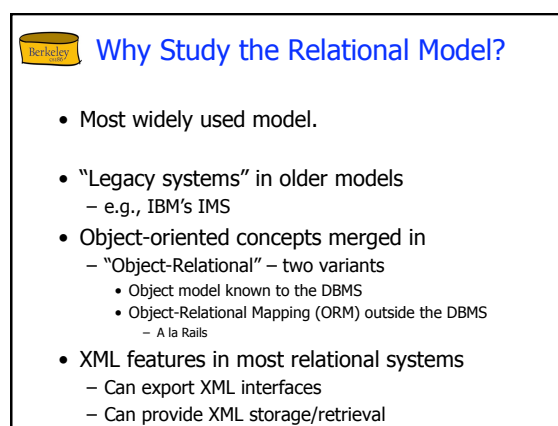 Berkeley
cs186
Why Study the Relational Model?
• Most widely used model.
• “Legacy systems” in older models
– e.g., IBM’s IMS
• Object-oriented concepts merged in
– “Object-Relational” – two variants
• Object model known to the DBMS
• Object-Relational Mapping (ORM) outside the DBMS
– A la Rails
• XML features in most relational systems
– Can export XML interfaces
– Can provide XML storage/retrieval